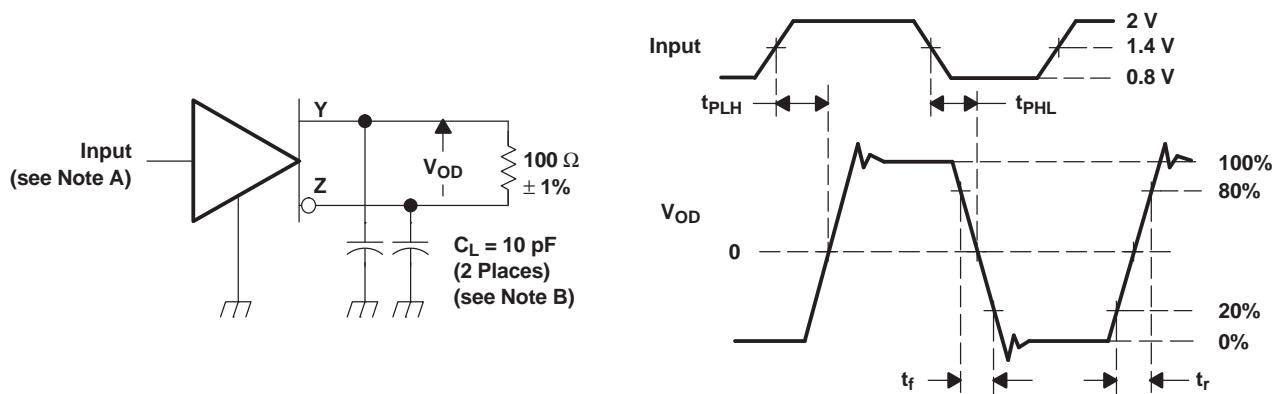 Input
(see Note A)
Y
Z
V_OD
100 Ω
± 1%
C_L = 10 pF
(2 Places)
(see Note B)
Input
2 V
1.4 V
0.8 V
t_PLH
t_PHL
V_OD
0
100%
80%
20%
0%
t_f
t_r